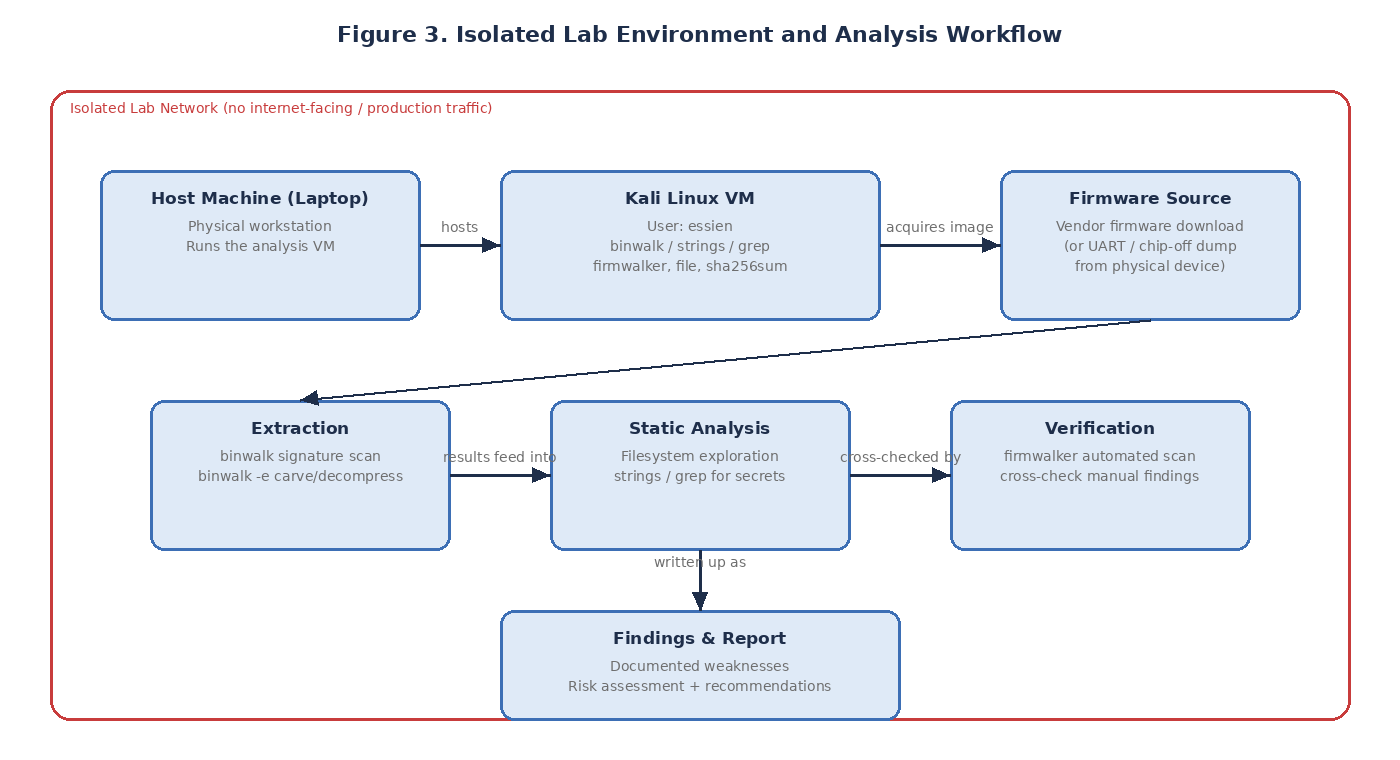 Figure 3. Isolated Lab Environment and Analysis Workflow
Isolated Lab Network (no internet-facing / production traffic)
Host Machine (Laptop)
Physical workstation
Runs the analysis VM
hosts
Kali Linux VM
User: essien
binwalk / strings / grep
firmwalker, file, sha256sum
acquires image
Firmware Source
Vendor firmware download
(or UART / chip-off dump
from physical device)
Extraction
binwalk signature scan
binwalk -e carve/decompress
results feed into
Static Analysis
Filesystem exploration
strings / grep for secrets
cross-checked by
Verification
firmwalker automated scan
cross-check manual findings
written up as
Findings & Report
Documented weaknesses
Risk assessment + recommendations